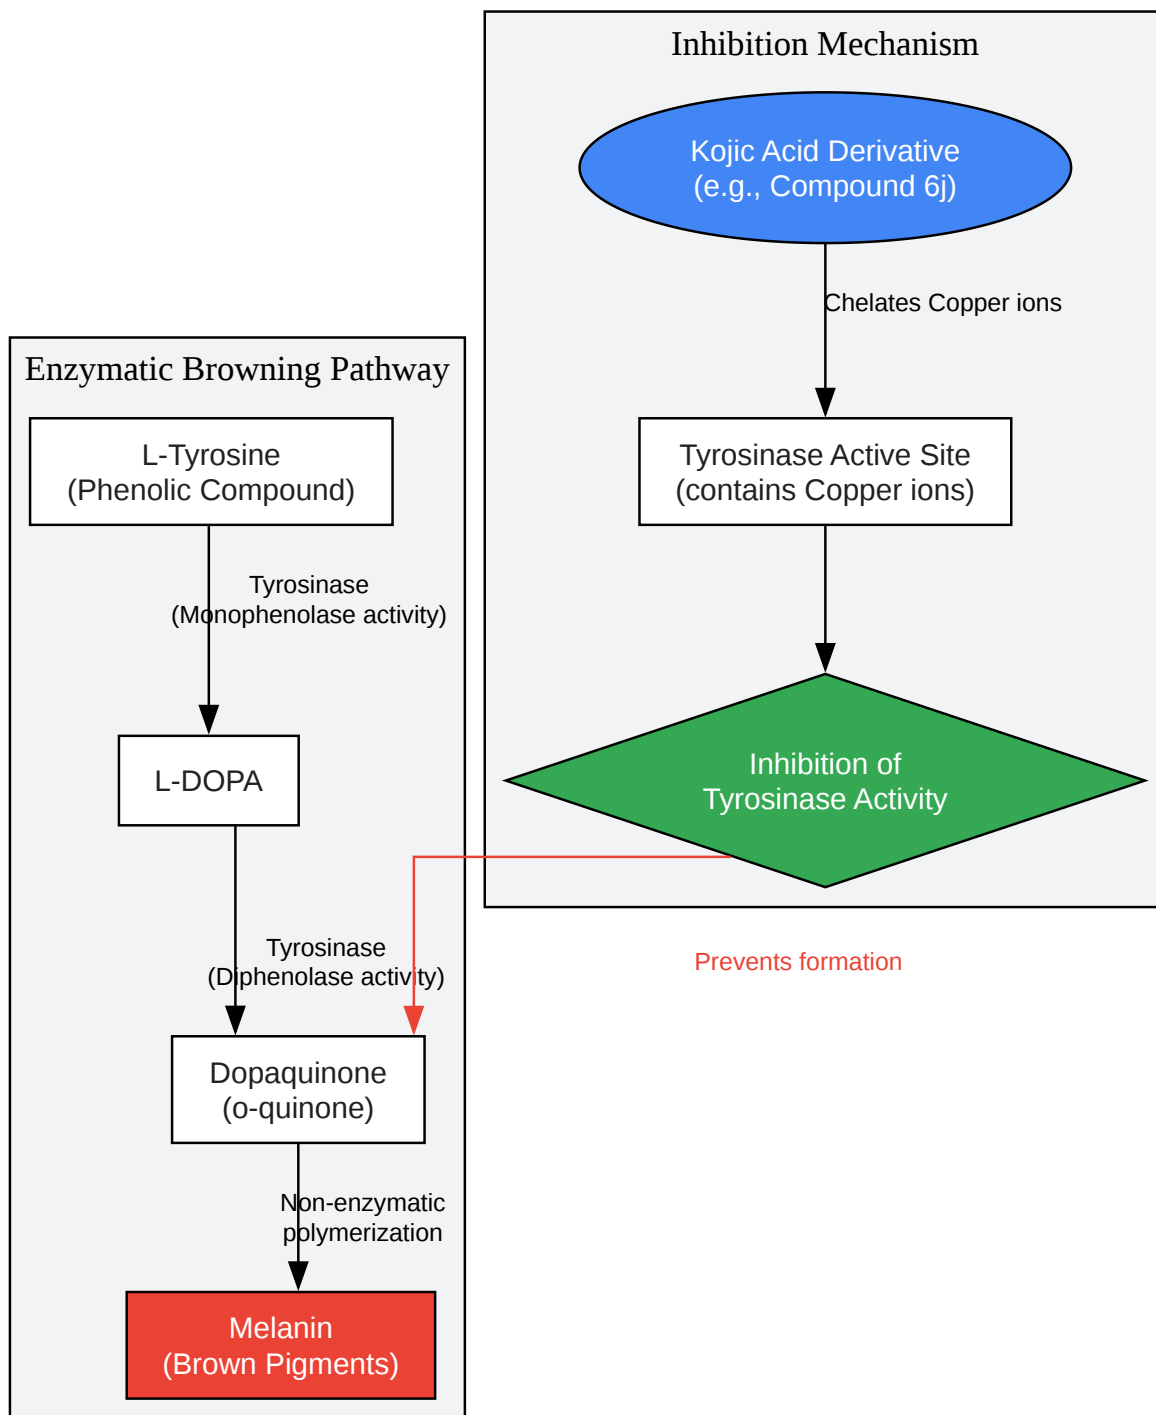 Inhibition Mechanism
Kojic Acid Derivative
(e.g., Compound 6j)
Chelates Copper ions
Tyrosinase Active Site
(contains Copper ions)
Inhibition of
Tyrosinase Activity
Prevents formation
Enzymatic Browning Pathway
L-Tyrosine
(Phenolic Compound)
Tyrosinase
(Monophenolase activity)
L-DOPA
Tyrosinase
(Diphenolase activity)
Dopaquinone
(o-quinone)
Non-enzymatic
polymerization
Melanin
(Brown Pigments)